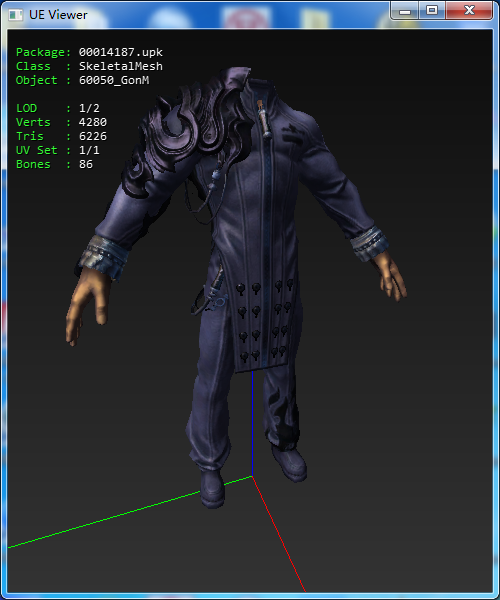 UE Viewer
Package: 00014187.upk
Class : SkeletalMesh
Object : 60050_GonM
LOD : 1/2
Verts : 4280
Tris : 6226
UV Set : 1/1
Bones : 86